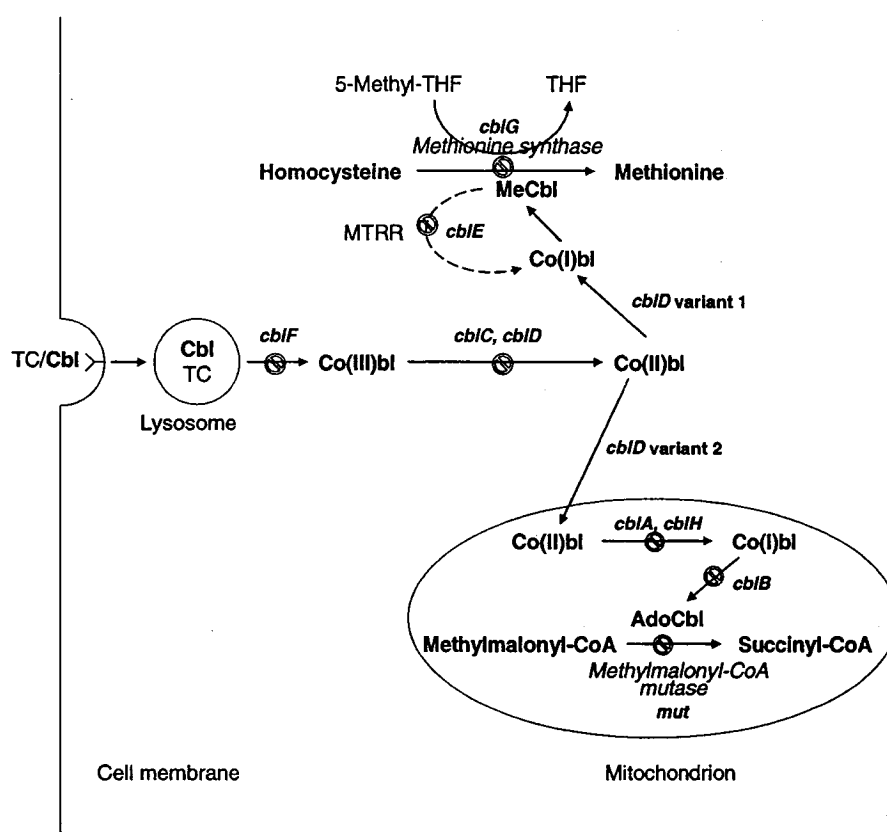 5-Methyl-THF THF
cblG
Methionine synthase
Homocysteine Methionine
MeCbl
MTRR cblE
Co(I)bl
cblD variant 1
TC/Cbl Cbl cblF Co(III)bl cblC, cblD Co(II)bl
TC
Lysosome
cblD variant 2
Co(II)bl cblA, cblH Co(I)bl
cblB
AdoCbl
Methylmalonyl-CoA Succinyl-CoA
Methylmalonyl-CoA
mutase
mut
Cell membrane Mitochondrion